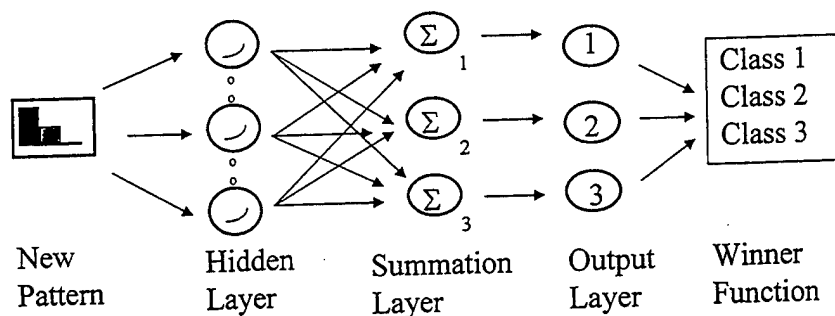 Σ 1
Σ 2
Σ 3
1
2
3
Class 1
Class 2
Class 3
New
Pattern
Hidden
Layer
Summation
Layer
Output
Layer
Winner
Function